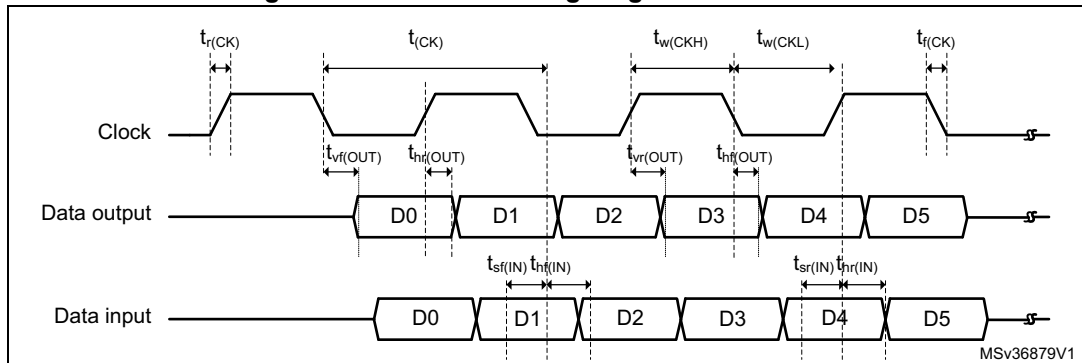 t_r(CK) t_(CK) t_w(CKH) t_w(CKL) t_f(CK)
Clock
t_vf(OUT) t_hr(OUT) t_vr(OUT) t_hf(OUT)
Data output D0 D1 D2 D3 D4 D5
t_sf(IN) t_hf(IN) t_sr(IN) t_hr(IN)
Data input D0 D1 D2 D3 D4 D5
MSv36879V1